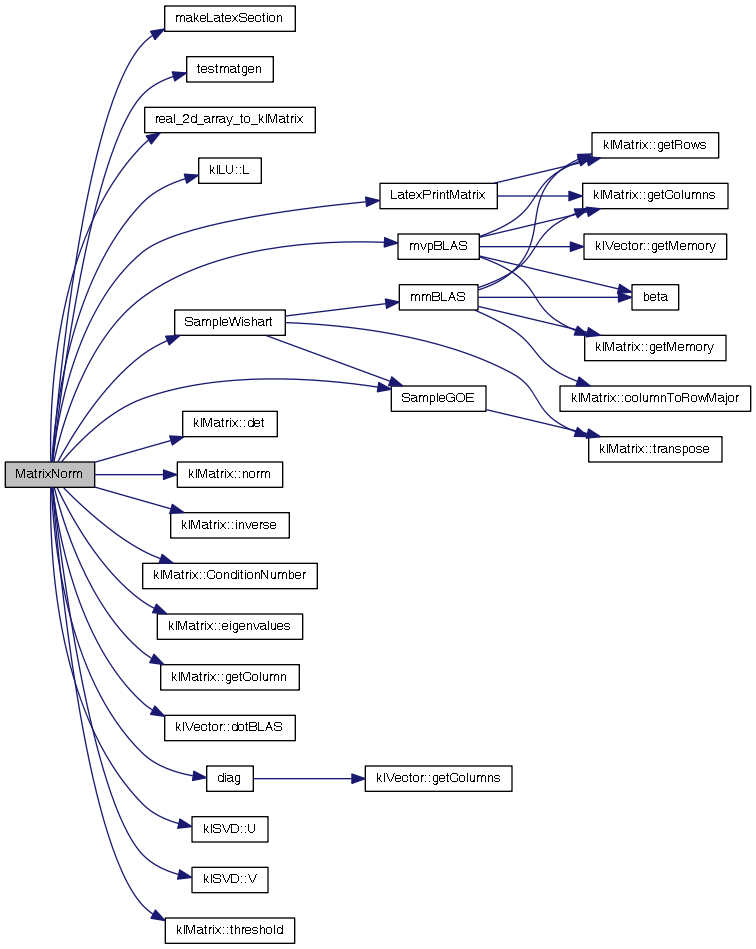 makeLatexSection
testmatgen
real_2d_array_to_klMatrix
klLU::L
klMatrix::getRows
LatexPrintMatrix
klMatrix::getColumns
mvpBLAS
klVector::getMemory
mmBLAS
beta
SampleWishart
klMatrix::getMemory
SampleGOE
klMatrix::columnToRowMajor
klMatrix::det
klMatrix::transpose
MatrixNorm
klMatrix::norm
klMatrix::inverse
klMatrix::ConditionNumber
klMatrix::eigenvalues
klMatrix::getColumn
klVector::dotBLAS
diag
klVector::getColumns
klSVD::U
klSVD::V
klMatrix::threshold